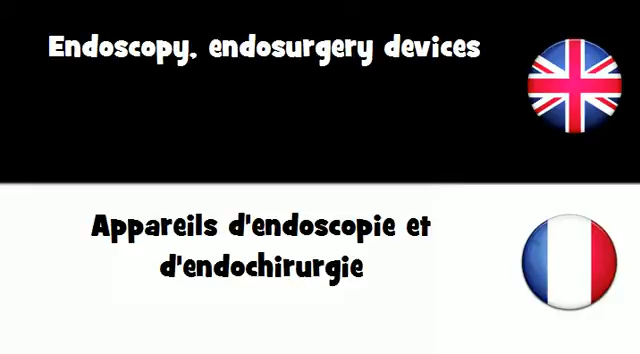 Endoscopy, endosurgery devices
Appareils d'endoscopie et
d'endochirurgie